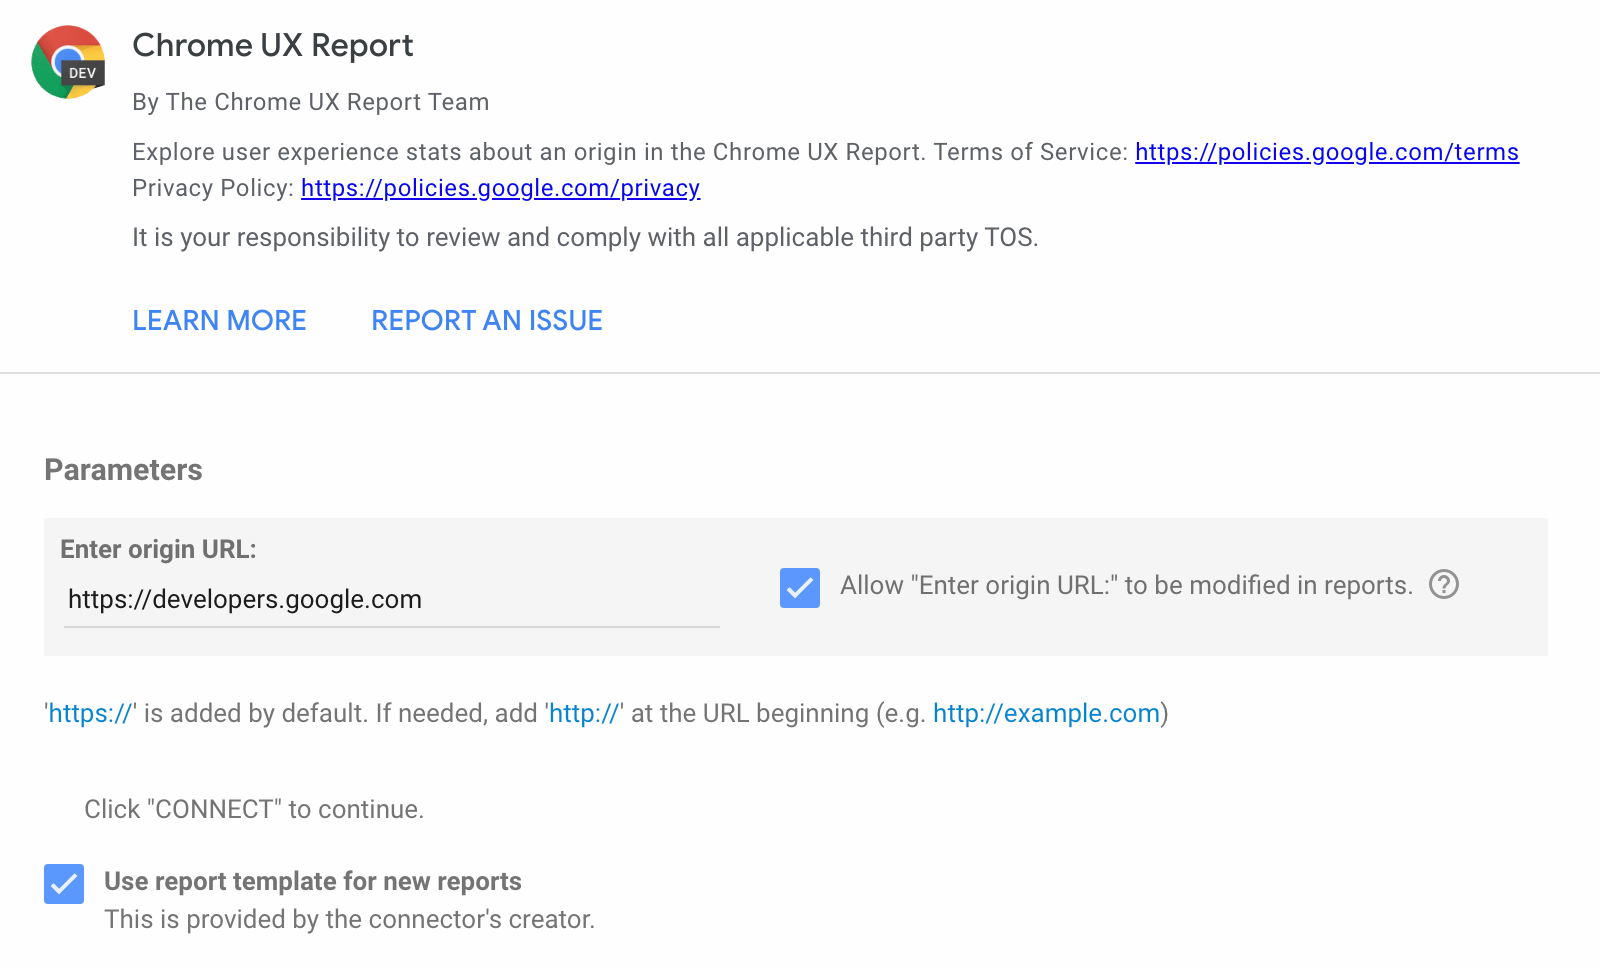 DEV
Chrome UX Report
By The Chrome UX Report Team
Explore user experience stats about an origin in the Chrome UX Report. Terms of Service: https://policies.google.com/terms
Privacy Policy: https://policies.google.com/privacy
It is your responsibility to review and comply with all applicable third party TOS.
LEARN MORE REPORT AN ISSUE
Parameters
Enter origin URL:
https://developers.google.com
Allow "Enter origin URL:" to be modified in reports. ?
'https://' is added by default. If needed, add 'http://' at the URL beginning (e.g. http://example.com)
Click "CONNECT" to continue.
Use report template for new reports
This is provided by the connector's creator.